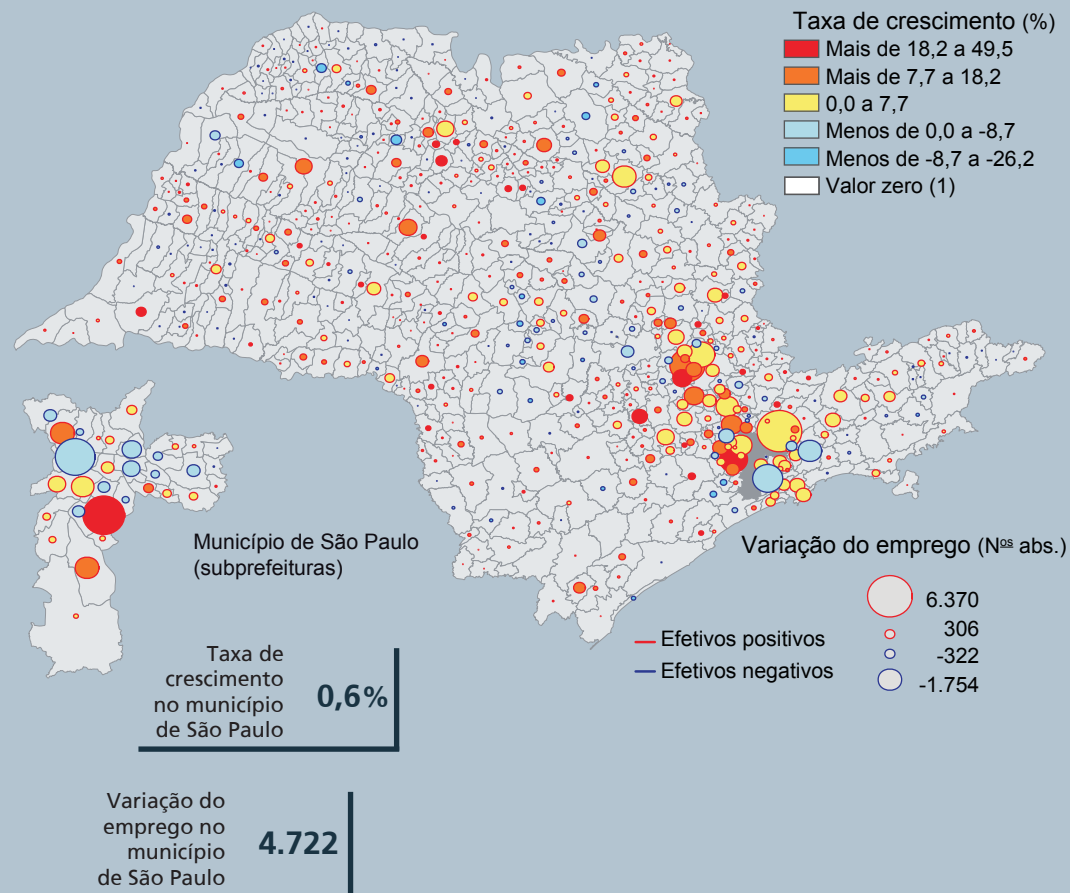 Taxa de crescimento (%)
Mais de 18,2 a 49,5
Mais de 7,7 a 18,2
0,0 a 7,7
Menos de 0,0 a -8,7
Menos de -8,7 a -26,2
Valor zero (1)
Município de São Paulo
(subprefeituras)
Variação do emprego (Nos abs.)
6.370
306
-322
-1.754
Efetivos positivos
Efetivos negativos
Taxa de
crescimento
no município
de São Paulo
0,6%
Variação do
emprego no
município
de São Paulo
4.722